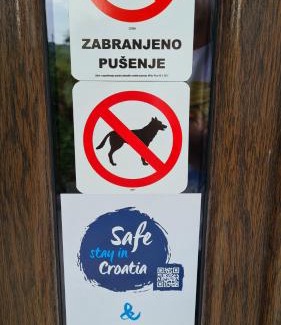 ZABRANJENO
PUŠENJE
Safe
stay in
Croatia
&